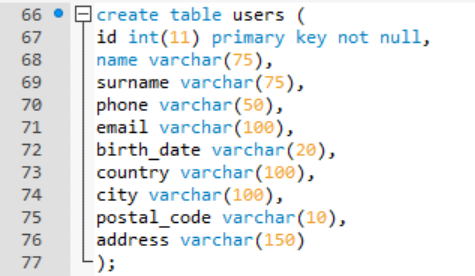 66 create table users (
67 id int(11) primary key not null,
68 name varchar(75),
69 surname varchar(75),
70 phone varchar(50),
71 email varchar(100),
72 birth_date varchar(20),
73 country varchar(100),
74 city varchar(100),
75 postal_code varchar(10),
76 address varchar(150)
77 );